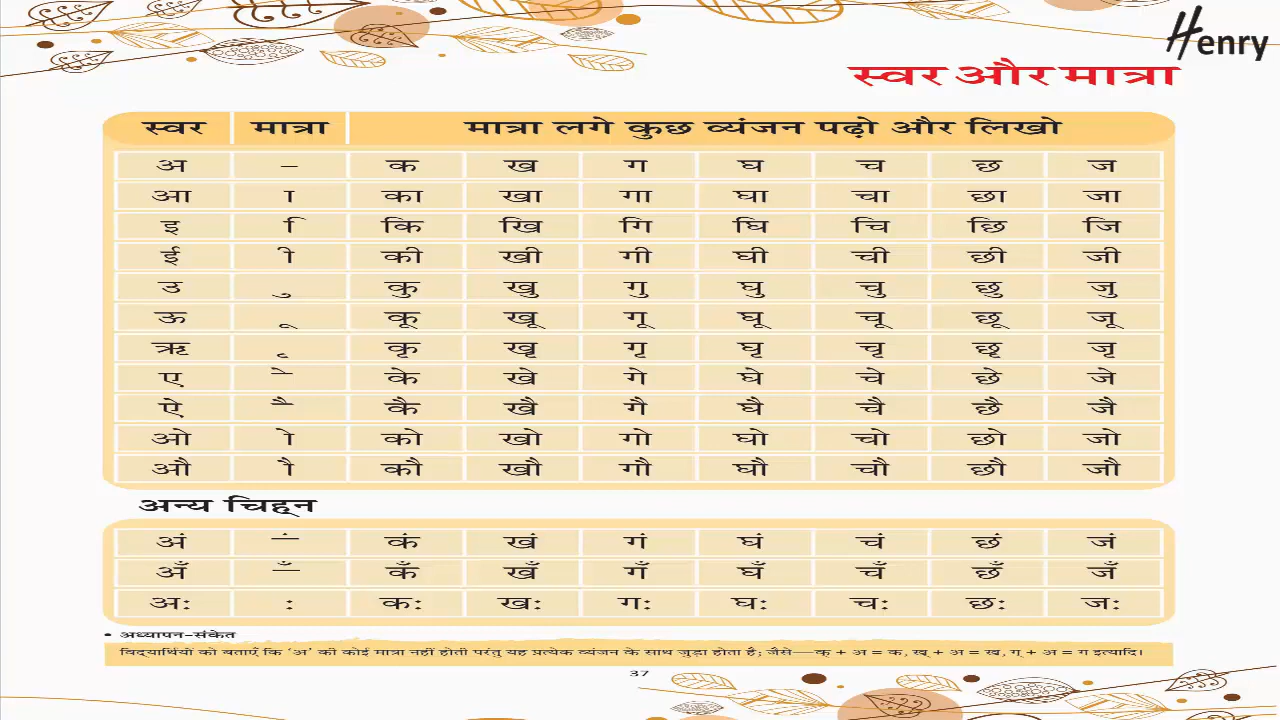 Henry
स्वर और मात्रा
स्वर मात्रा मात्रा लगे कुछ व्यंजन पढ़ो और लिखो
अ – क ख ग घ च छ ज
आ ा का खा गा घा चा छा जा
इ ि कि खि गि घि चि छि जि
ई ी की खी गी घी ची छी जी
उ ु कु खु गु घु चु छु जु
ऊ ू कू खू गू घू चू छू जू
ऋ ृ कृ खृ गृ घृ चृ छृ जृ
ए े के खे गे घे चे छे जे
ऐ ै कै खै गै घै चै छै जै
ओ ो को खो गो घो चो छो जो
औ ौ कौ खौ गौ घौ चौ छौ जौ
अन्य चिह्‌न
अं ं कं खं गं घं चं छं जं
अँ ँ कँ खँ गँ घँ चँ छँ जँ
अः ः कः खः गः घः चः छः जः
• अध्यापन-संकेत
विद्‌यार्थियों को बताएँ कि ‘अ’ की कोई मात्रा नहीं होती परंतु यह प्रत्येक व्यंजन के साथ जुड़ा होता है; जैसे—क् + अ = क, ख् + अ = ख, ग् + अ = ग इत्यादि।
37